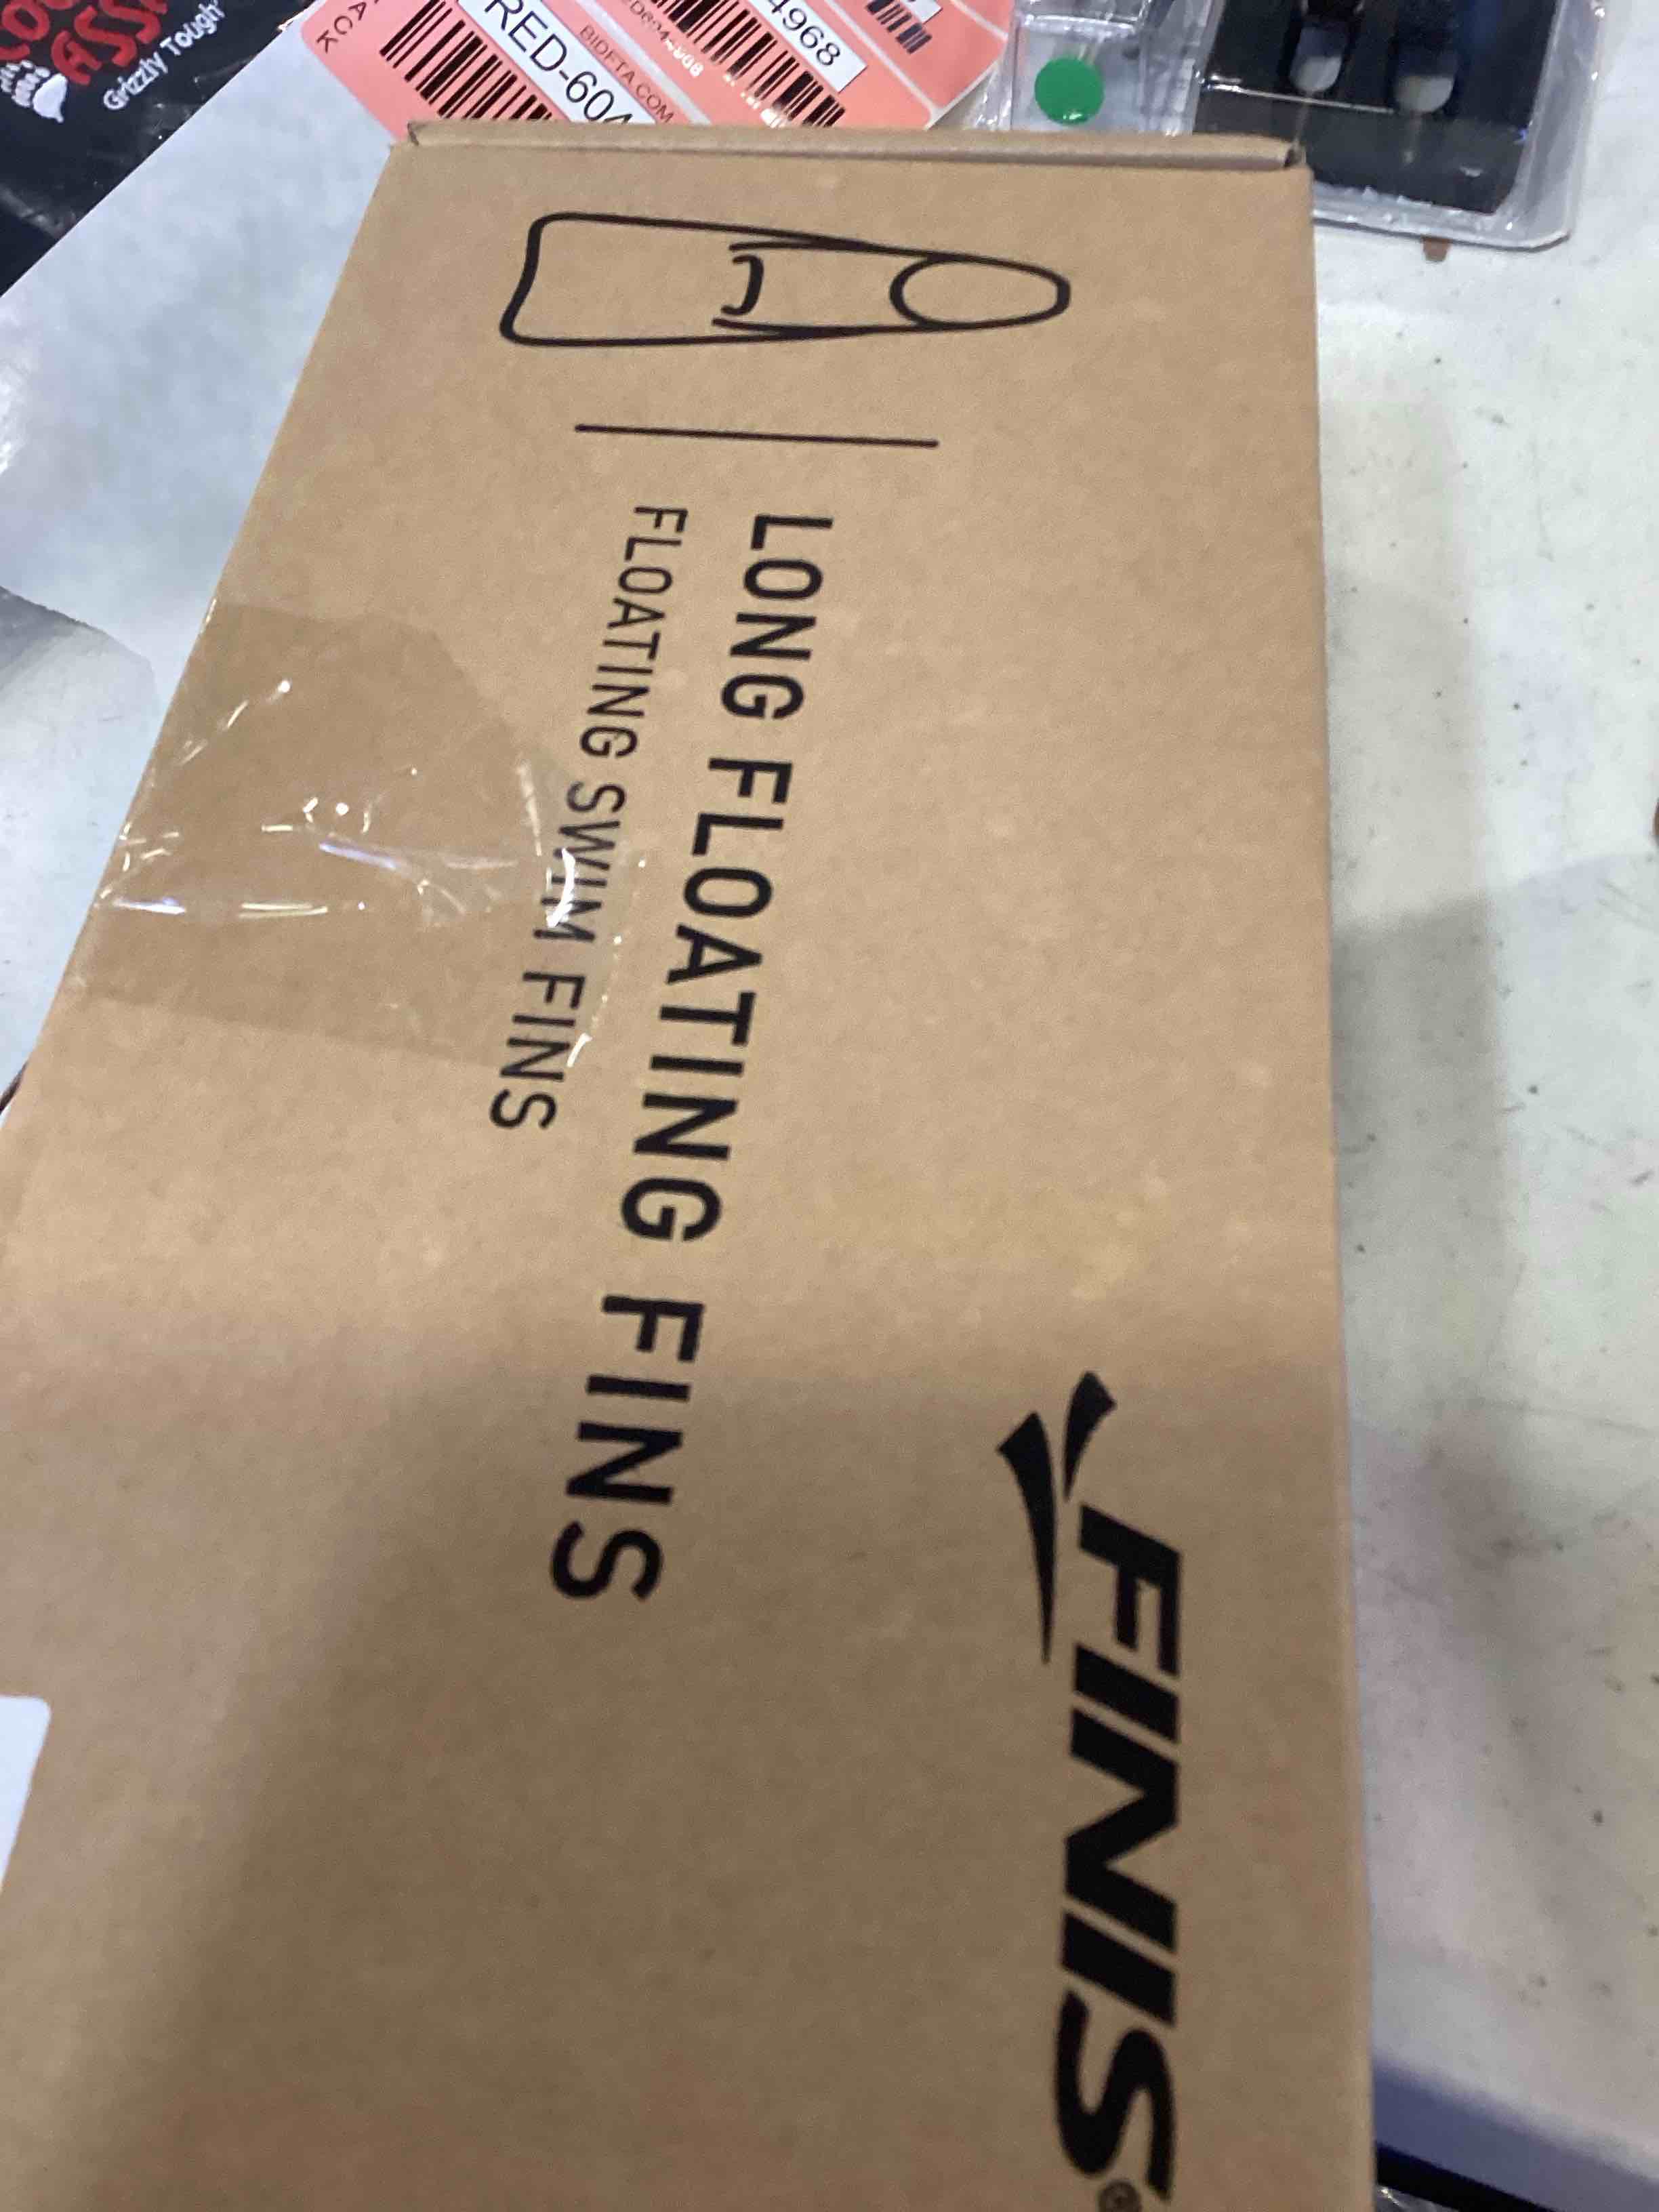 Grizzly Tough
RED-604
BIDFTA.COM
4968
LONG FLOATING FINS
FLOATING SWIM FINS
FINIS®